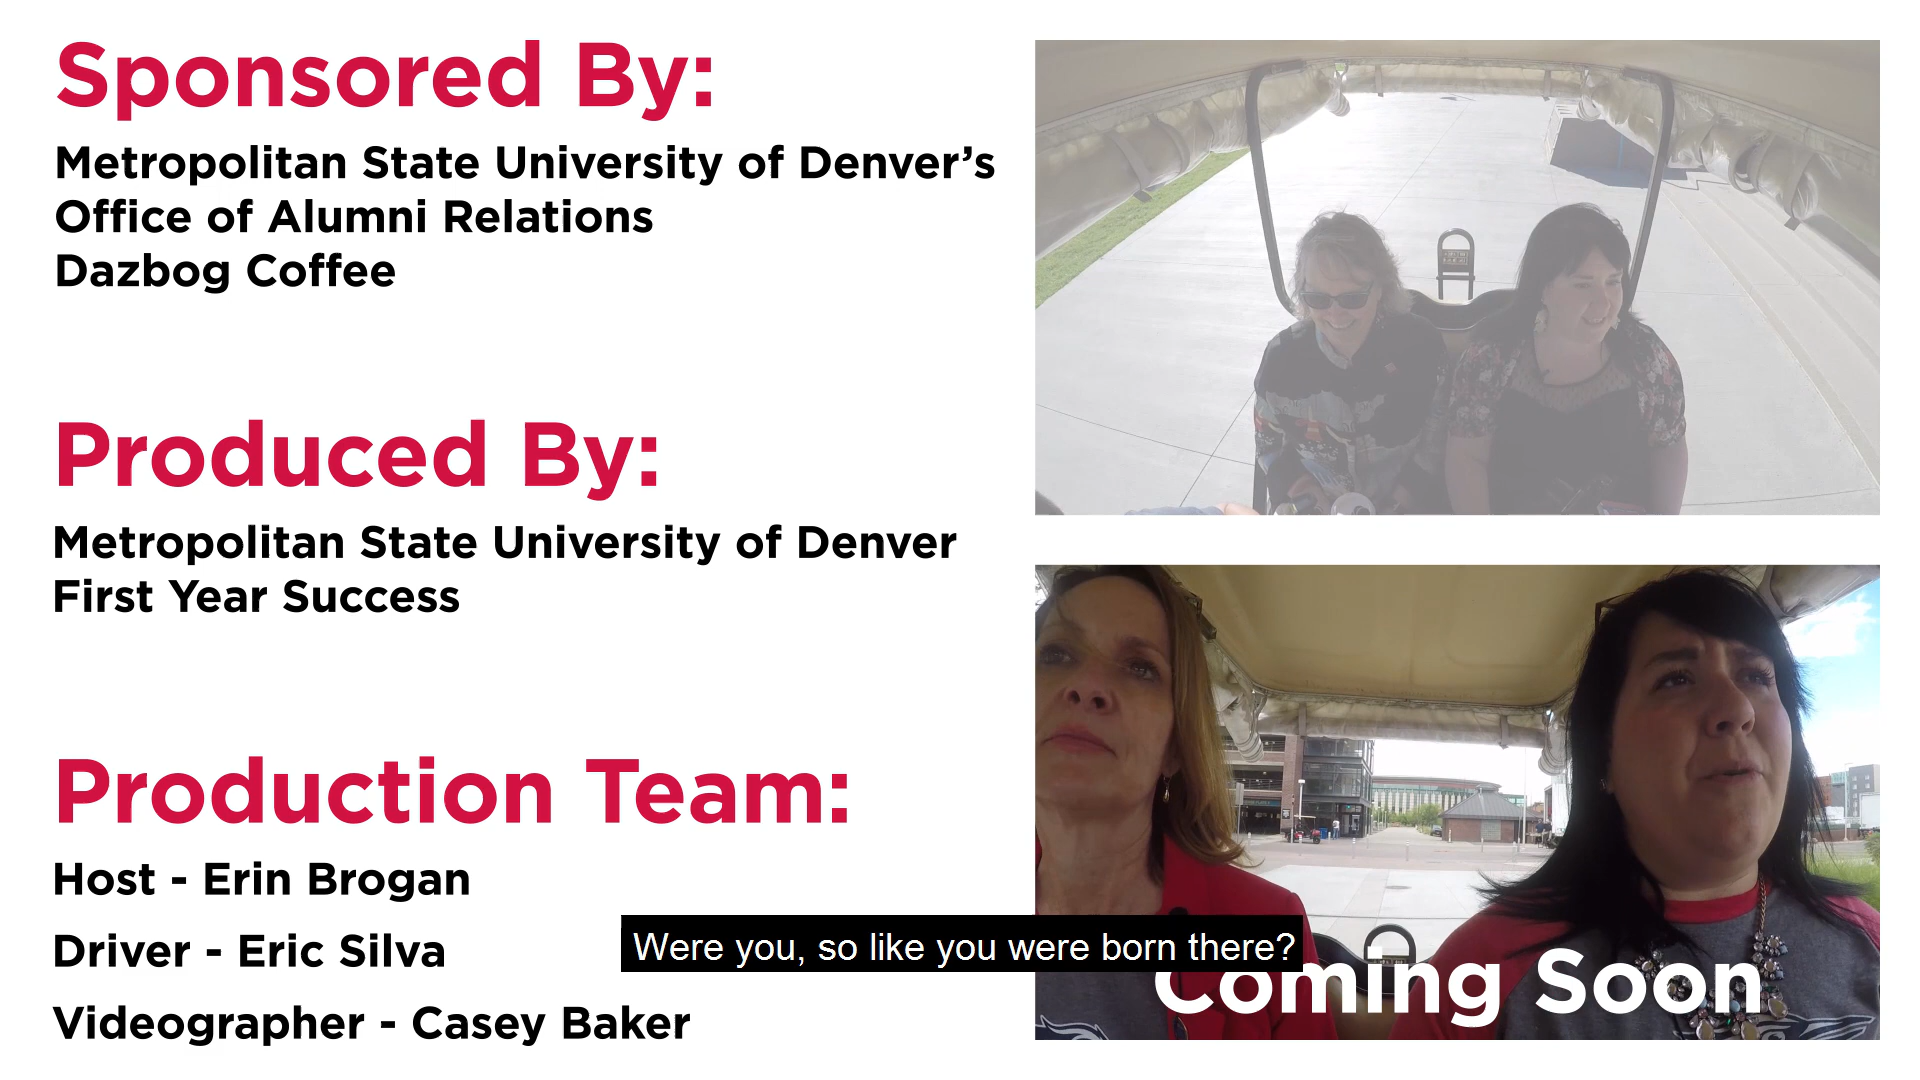 Sponsored By:
Metropolitan State University of Denver’s
Office of Alumni Relations
Dazbog Coffee
Produced By:
Metropolitan State University of Denver
First Year Success
Production Team:
Host - Erin Brogan
Driver - Eric Silva
Videographer - Casey Baker
Were you, so like you were born there?
Coming Soon